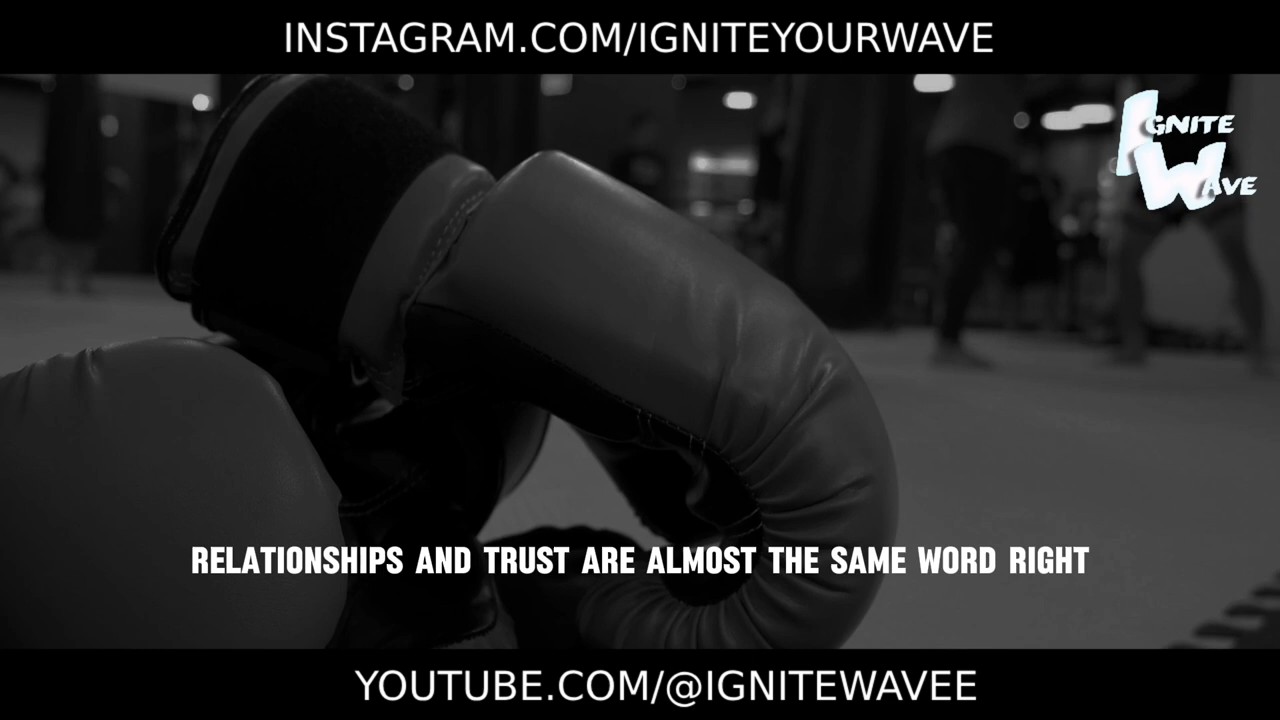 INSTAGRAM.COM/IGNITEYOURWAVE
IGNITE
WAVE
RELATIONSHIPS AND TRUST ARE ALMOST THE SAME WORD RIGHT
YOUTUBE.COM/@IGNITEWAVEE